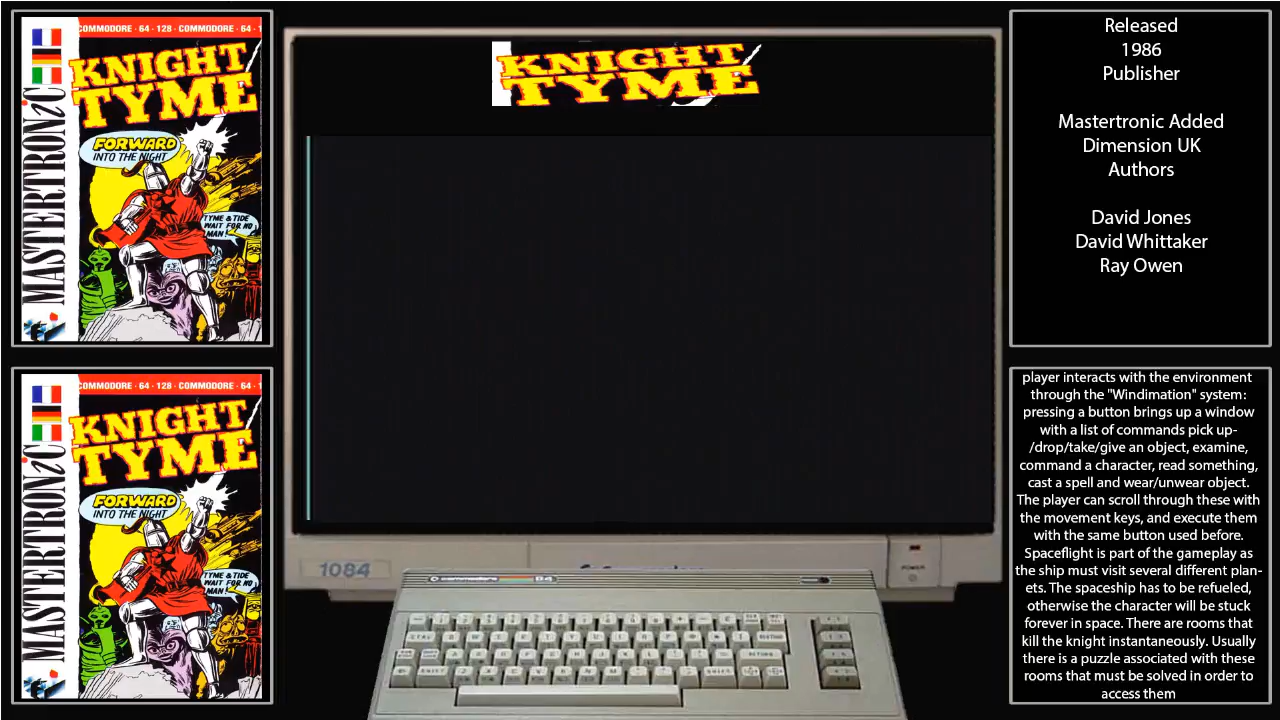 COMMODORE · 64 · 128 · COMMODORE · 64 ·
KNIGHT
TYME
MASTERTRONiC
FORWARD
INTO THE NIGHT
TYME & TIDE
WAIT FOR NO
MAN!
COMMODORE · 64 · 128 · COMMODORE · 64 ·
KNIGHT
TYME
MASTERTRONiC
FORWARD
INTO THE NIGHT
TYME & TIDE
WAIT FOR NO
MAN!
KNIGHT
TYME
1084
POWER
commodore 64
Released
1986
Publisher
Mastertronic Added
Dimension UK
Authors
David Jones
David Whittaker
Ray Owen
player interacts with the environment
through the "Windimation" system:
pressing a button brings up a window
with a list of commands pick up-
/drop/take/give an object, examine,
command a character, read something,
cast a spell and wear/unwear object.
The player can scroll through these with
the movement keys, and execute them
with the same button used before.
Spaceflight is part of the gameplay as
the ship must visit several different plan-
ets. The spaceship has to be refueled,
otherwise the character will be stuck
forever in space. There are rooms that
kill the knight instantaneously. Usually
there is a puzzle associated with these
rooms that must be solved in order to
access them